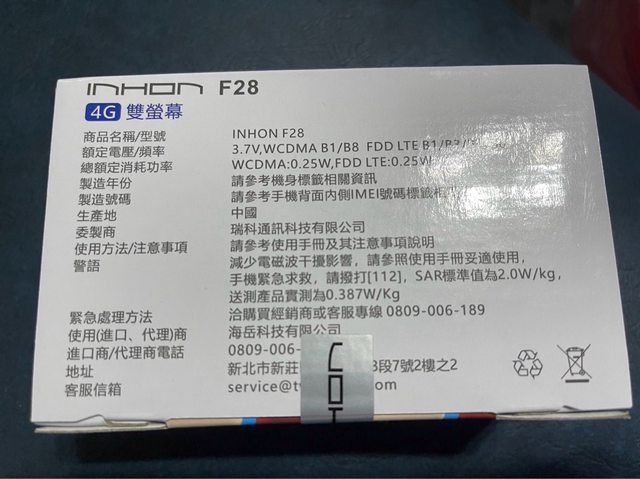 INHON F28
4G 雙螢幕
商品名稱/型號 INHON F28
額定電壓/頻率 3.7V,WCDMA B1/B8 FDD LTE B1/B3/
總額定消耗功率 WCDMA:0.25W,FDD LTE:0.25W
製造年份 請參考機身標籤相關資訊
製造號碼 請參考手機背面內側IMEI號碼標籤相
生產地 中國
委製商 瑞科通訊科技有限公司
使用方法/注意事項 請參考使用手冊及其注意事項說明
警語 減少電磁波干擾影響，請參照使用手冊妥適使用，
手機緊急求救，請撥打[112]，SAR標準值為2.0W/kg，
送測產品實測為0.387W/Kg
緊急處理方法 洽購買經銷商或客服專線 0809-006-189
使用(進口、代理)商 海岳科技有限公司
進口商/代理商電話 0809-006-
地址 新北市新莊 3段7號2樓之2
客服信箱 service@tv om